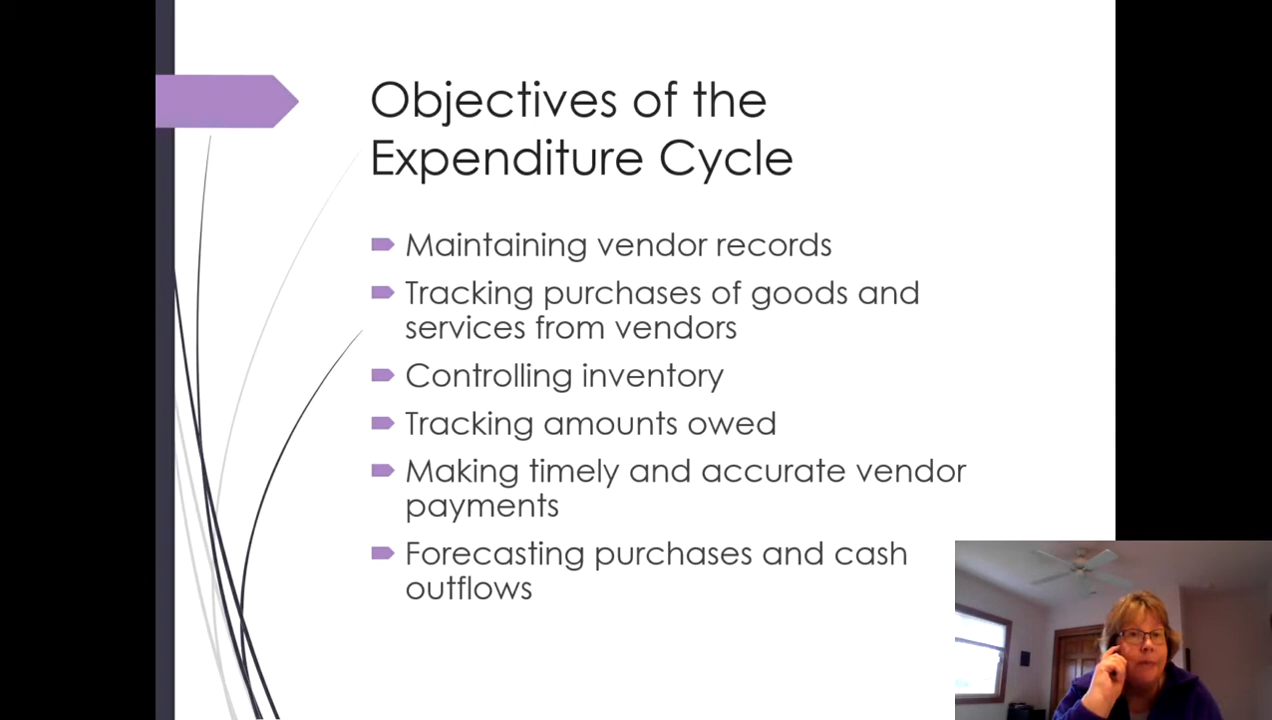 Objectives of the
Expenditure Cycle
Maintaining vendor records
Tracking purchases of goods and
services from vendors
Controlling inventory
Tracking amounts owed
Making timely and accurate vendor
payments
Forecasting purchases and cash
outflows